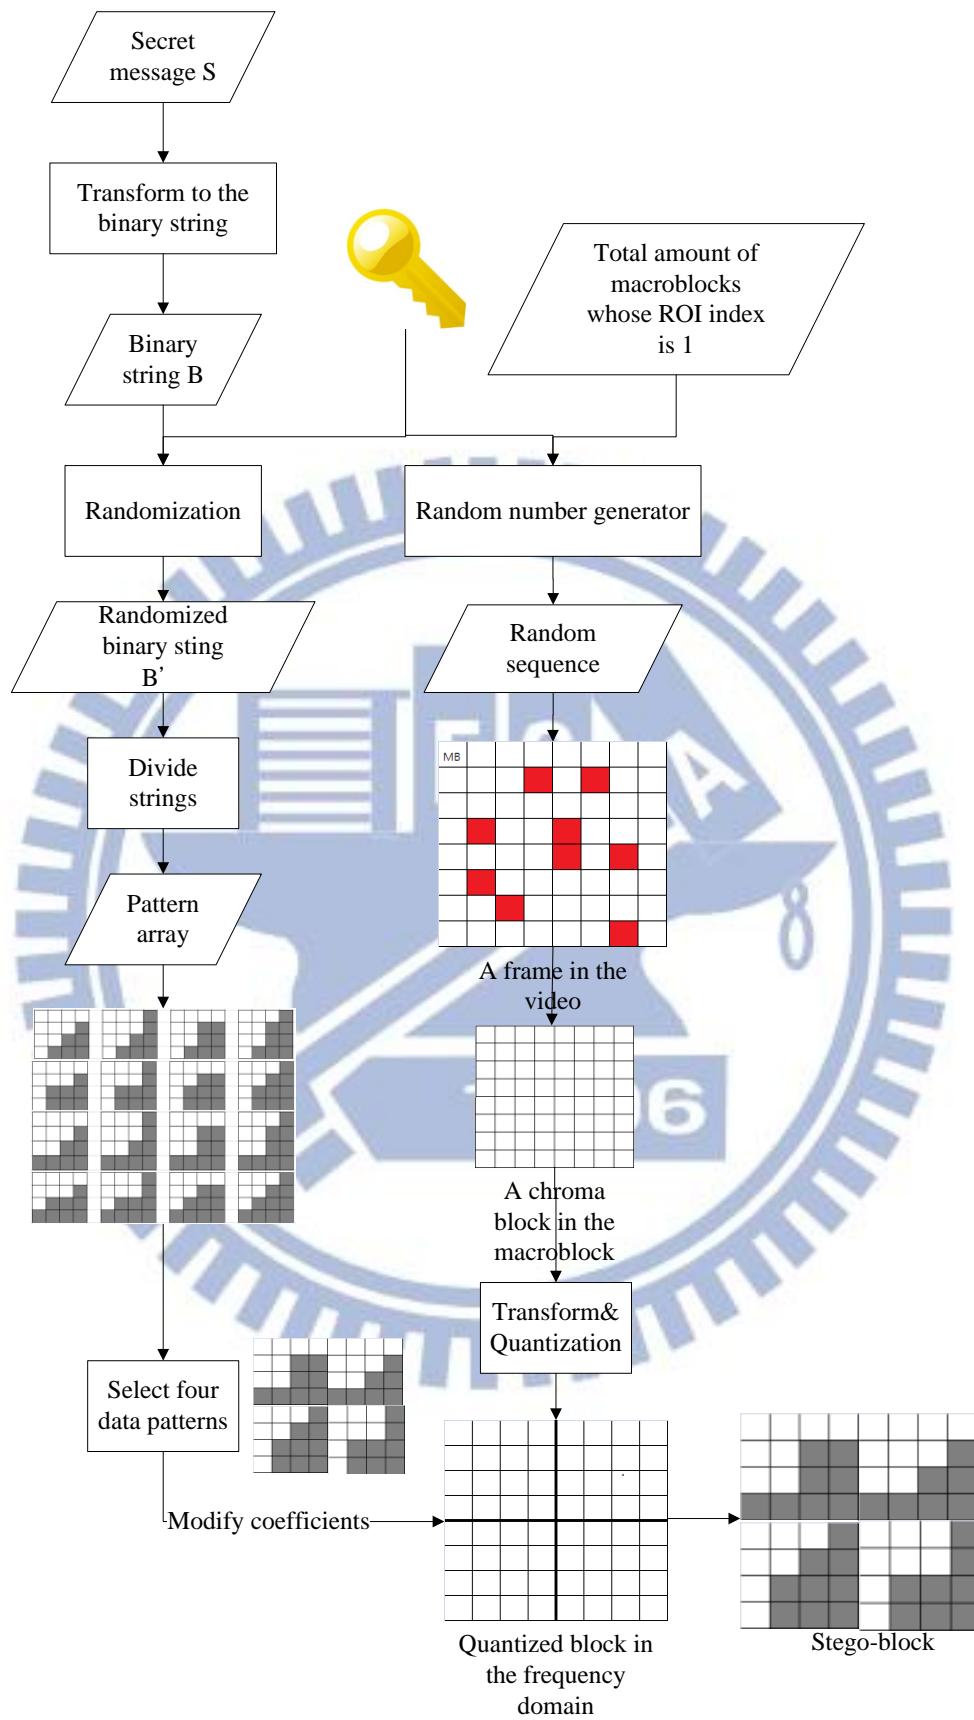 Secret
message S
Transform to the
binary string
Total amount of
macroblocks
whose ROI index
is 1
Binary
string B
Randomization
Random number generator
Randomized
binary sting
B’
Random
sequence
Divide
strings
MB
Pattern
array
A frame in the
video
A chroma
block in the
macroblock
Transform&
Quantization
Select four
data patterns
Modify coefficients
Quantized block in
the frequency
domain
Stego-block